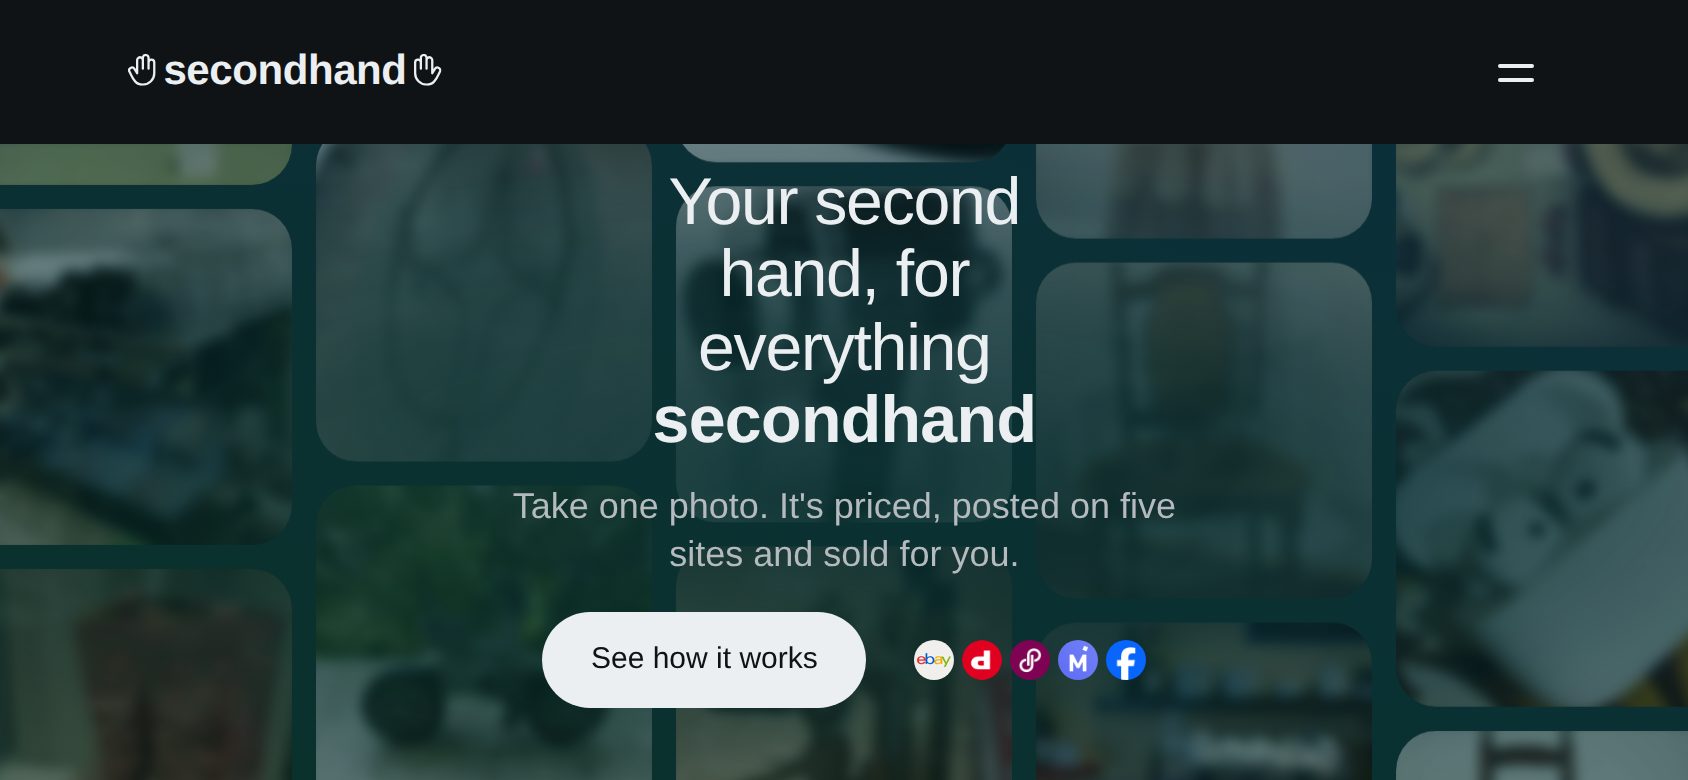 secondhand
Your second
hand, for
everything
secondhand
Take one photo. It's priced, posted on five
sites and sold for you.
See how it works
ebay